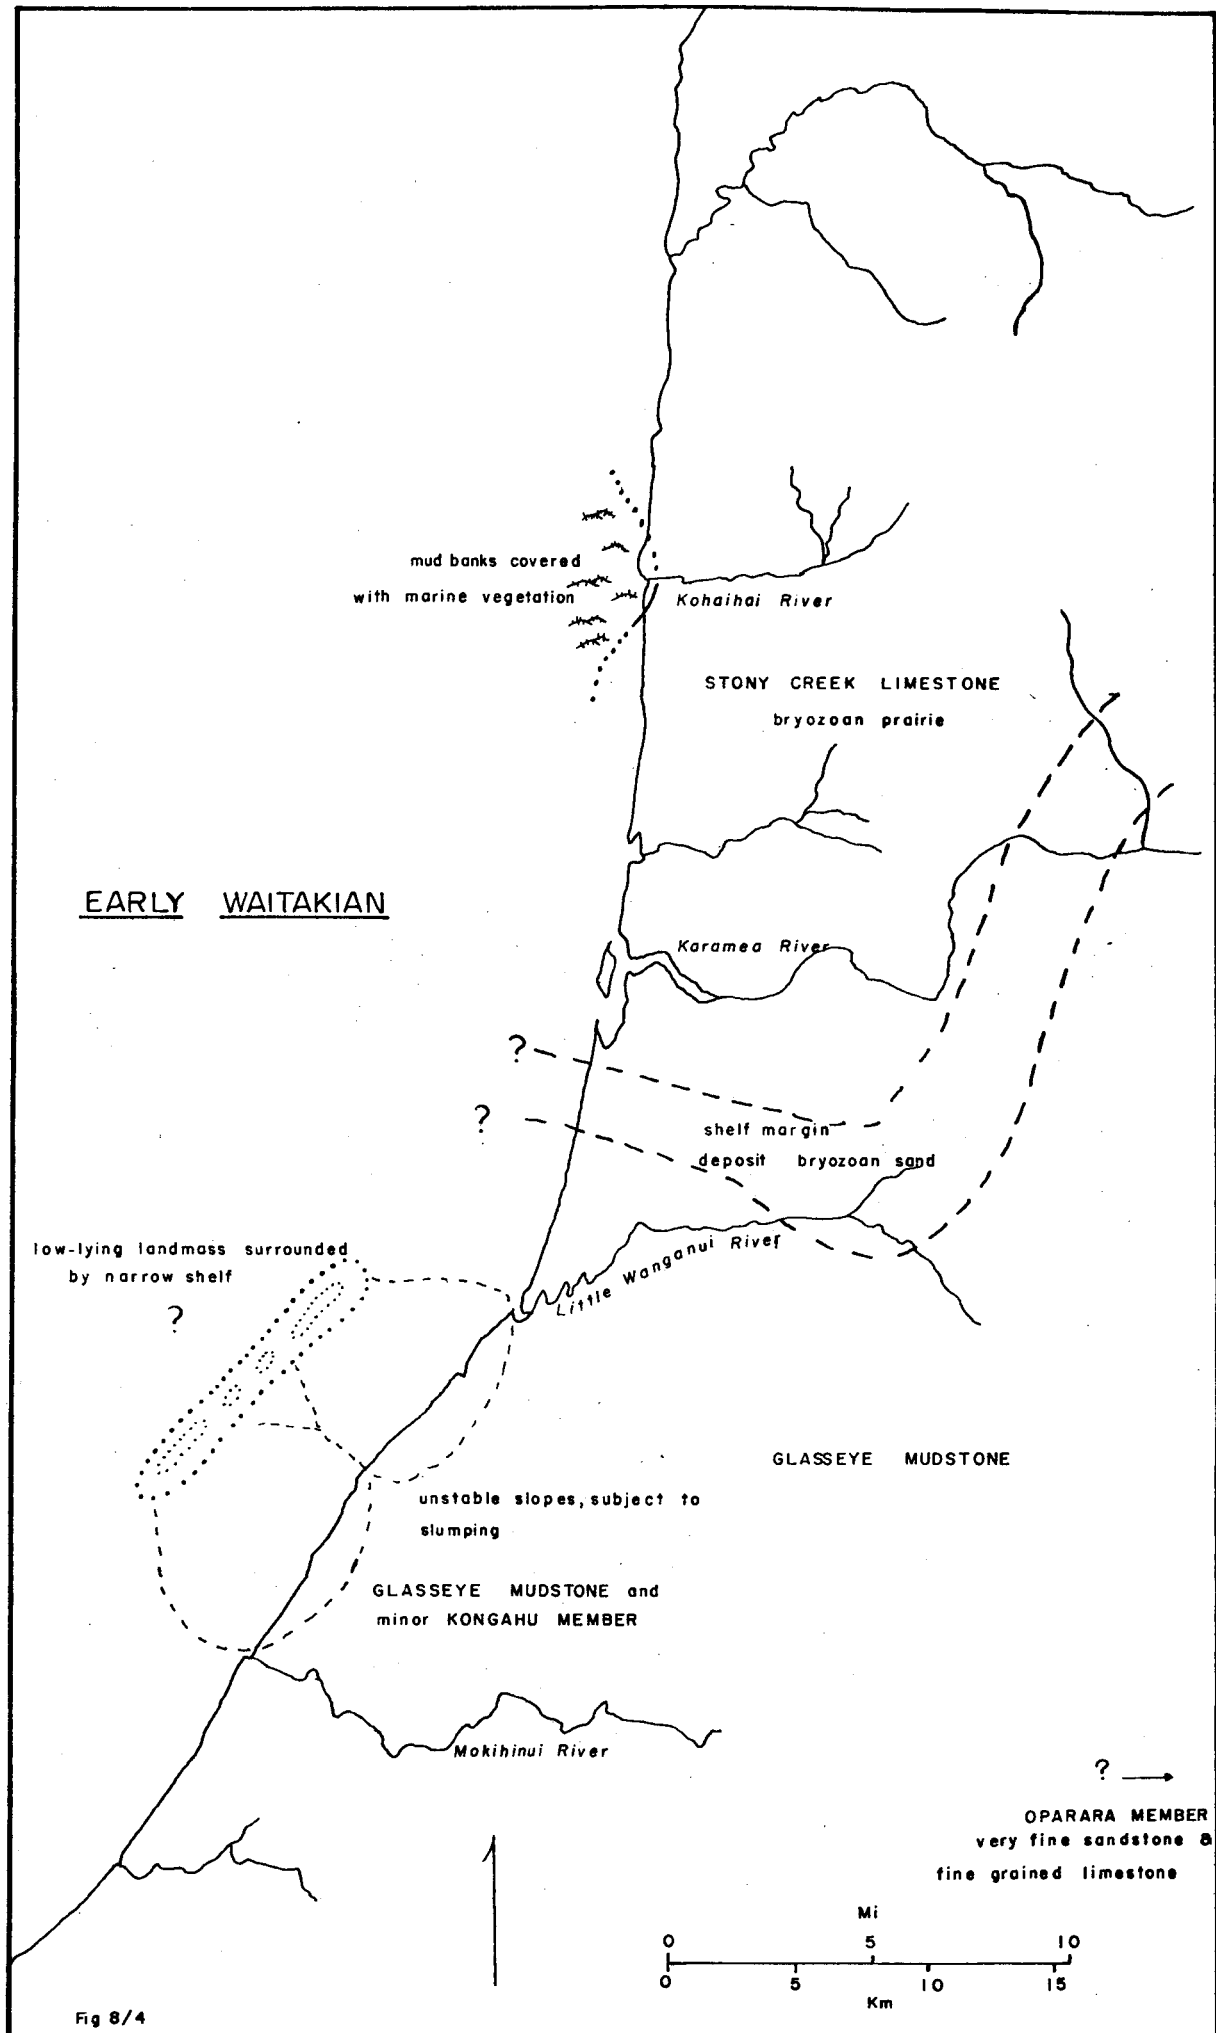 mud banks covered
with marine vegetation
Kohaihai River
STONY CREEK LIMESTONE
bryozoan prairie
EARLY WAITAKIAN
Karamea River
?
?
shelf margin
deposit bryozoan sand
low-lying landmass surrounded
by narrow shelf
?
Little Wanganui River
GLASSEYE MUDSTONE
unstable slopes, subject to
slumping
GLASSEYE MUDSTONE and
minor KONGAHU MEMBER
Mokihinui River
?
OPARARA MEMBER
very fine sandstone &
fine grained limestone
Mi
0 5 10
0 5 10 15
Km
Fig 8/4